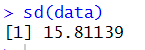 > sd(data)
[1] 15.81139